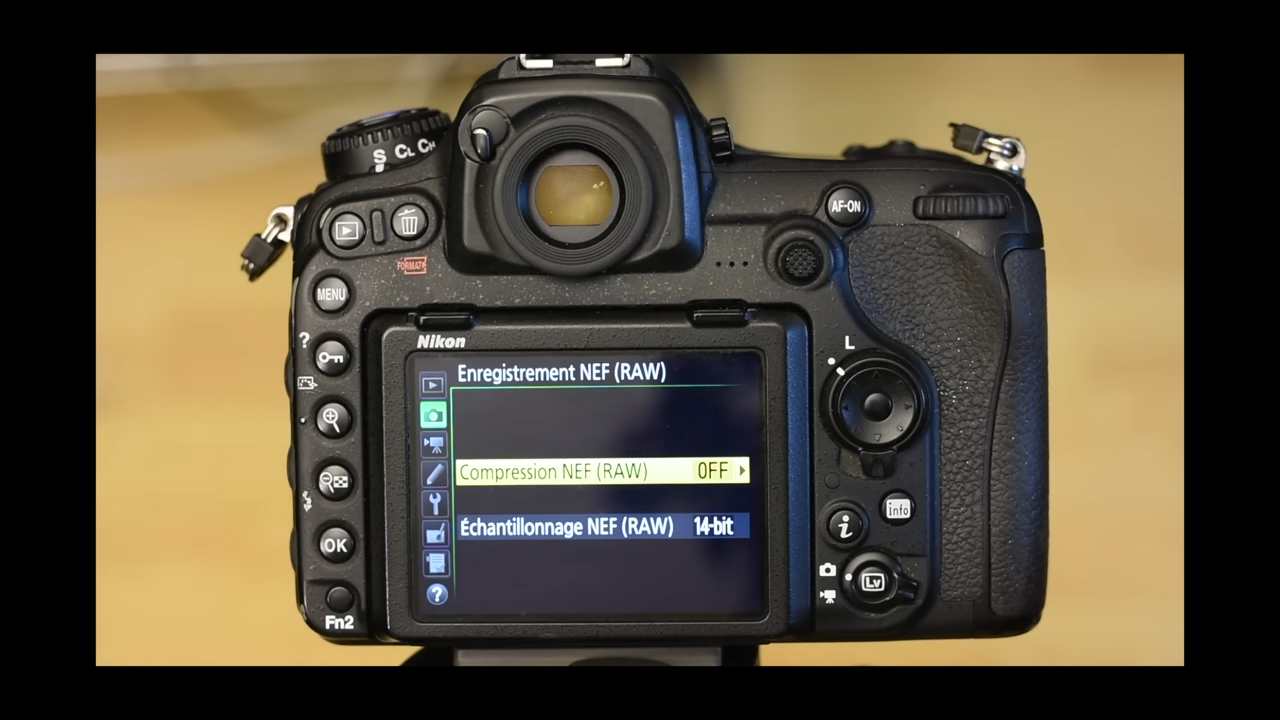 S CL CH
AF-ON
FORMAT
MENU
?
L
Nikon
Enregistrement NEF (RAW)
Compression NEF (RAW) OFF
Échantillonnage NEF (RAW) 14-bit
?
info
i
OK
Lv
Fn2